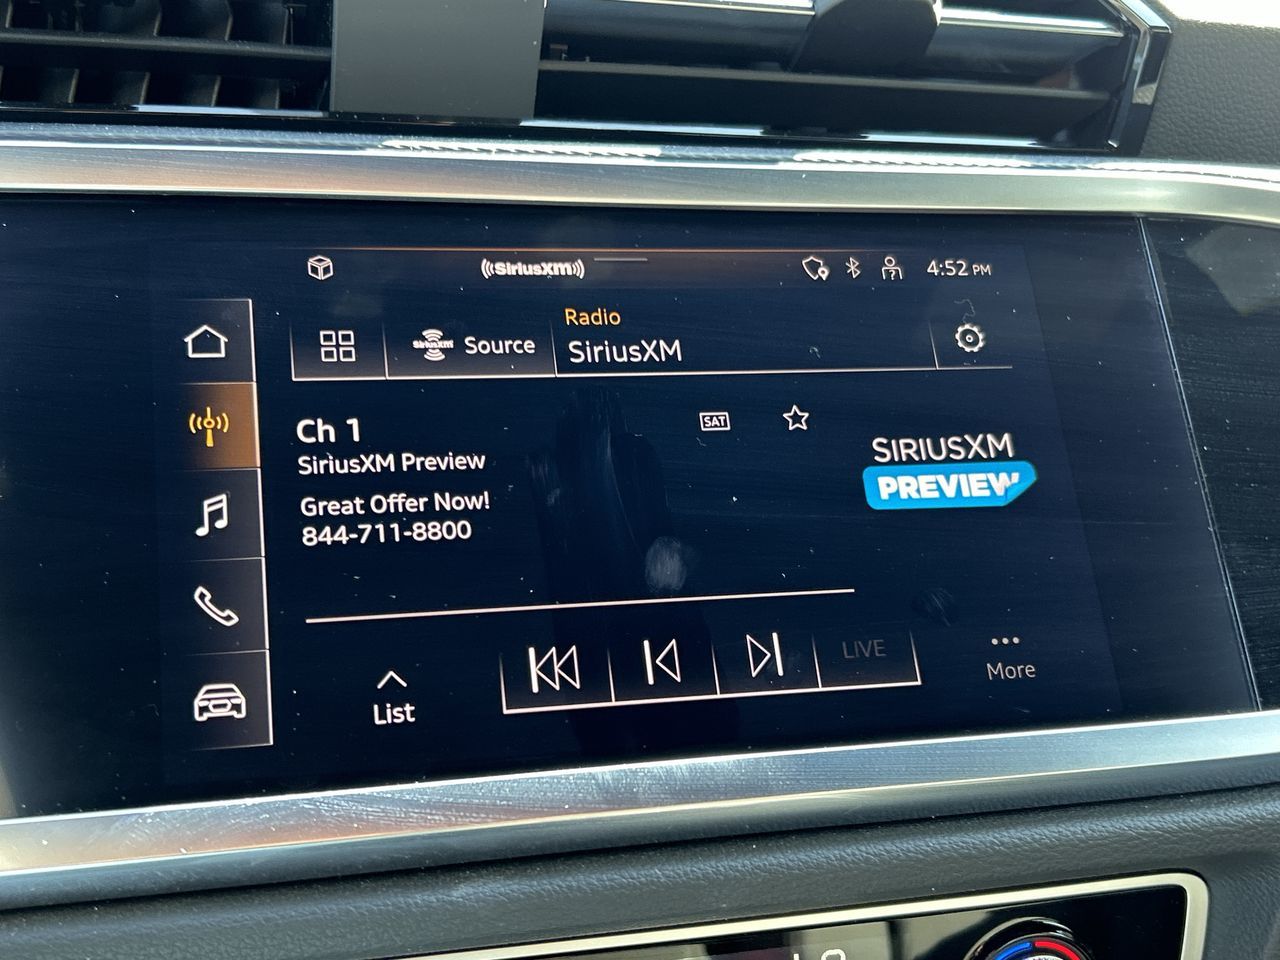 SiriusXM
4:52 PM
SiriusXM
Source
Radio
SiriusXM
Ch 1
SAT
SiriusXM Preview
Great Offer Now!
844-711-8800
SIRIUSXM
PREVIEW
List
LIVE
More